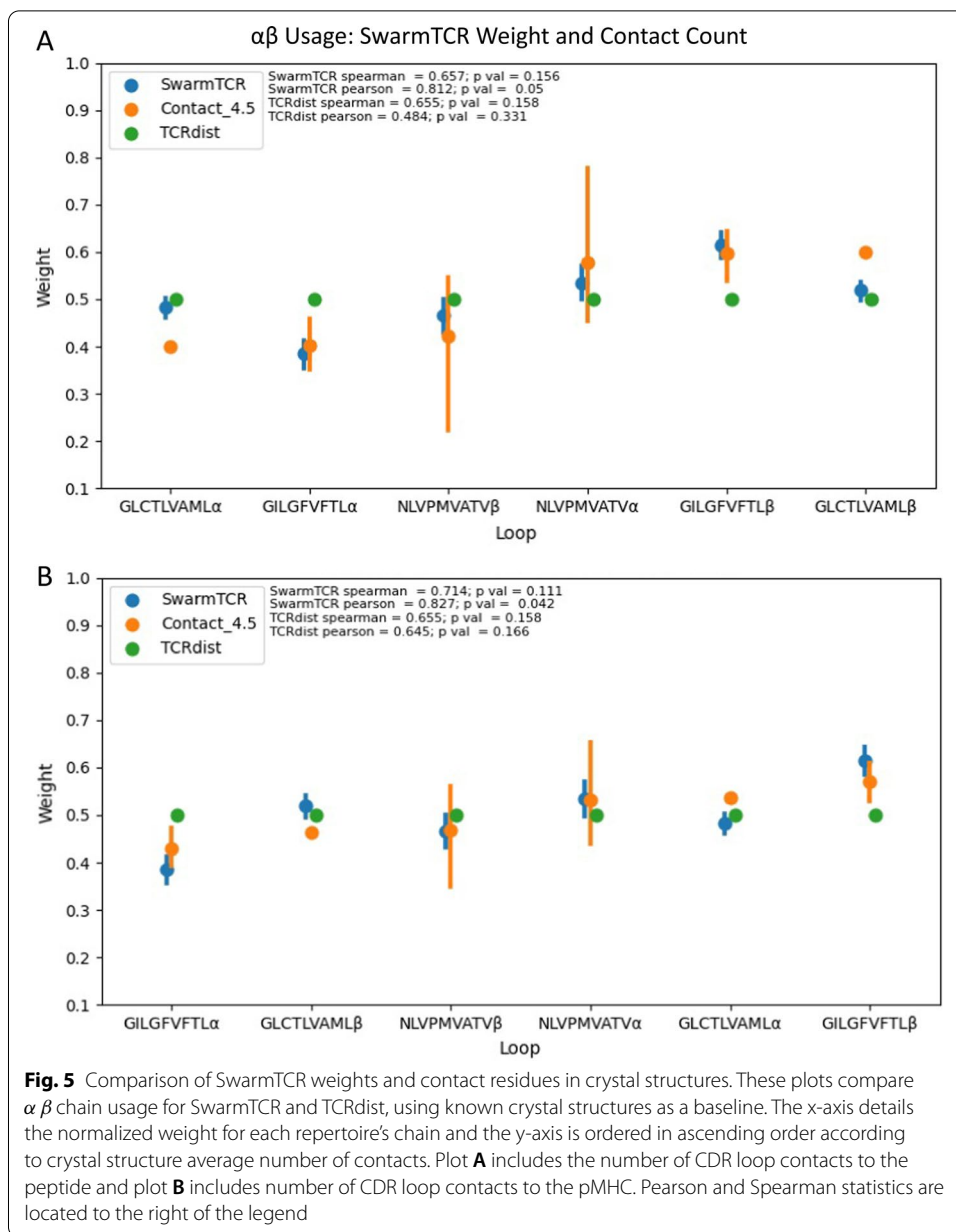 A
αβ Usage: SwarmTCR Weight and Contact Count
1.0
0.9
0.8
0.7
0.6
0.5
0.4
0.3
0.2
0.1
Weight
SwarmTCR
Contact_4.5
TCRdist
SwarmTCR spearman = 0.657; p val = 0.156
SwarmTCR pearson = 0.812; p val = 0.05
TCRdist spearman = 0.655; p val = 0.158
TCRdist pearson = 0.484; p val = 0.331
GLCTLVAMLα GILGFVFTLα NLVPMVATVβ NLVPMVATVα GILGFVFTLβ GLCTLVAMLβ
Loop
B
1.0
0.9
0.8
0.7
0.6
0.5
0.4
0.3
0.2
0.1
Weight
SwarmTCR
Contact_4.5
TCRdist
SwarmTCR spearman = 0.714; p val = 0.111
SwarmTCR pearson = 0.827; p val = 0.042
TCRdist spearman = 0.655; p val = 0.158
TCRdist pearson = 0.645; p val = 0.166
GILGFVFTLα GLCTLVAMLβ NLVPMVATVβ NLVPMVATVα GLCTLVAMLα GILGFVFTLβ
Loop
Fig. 5 Comparison of SwarmTCR weights and contact residues in crystal structures. These plots compare
α β chain usage for SwarmTCR and TCRdist, using known crystal structures as a baseline. The x-axis details
the normalized weight for each repertoire's chain and the y-axis is ordered in ascending order according
to crystal structure average number of contacts. Plot A includes the number of CDR loop contacts to the
peptide and plot B includes number of CDR loop contacts to the pMHC. Pearson and Spearman statistics are
located to the right of the legend